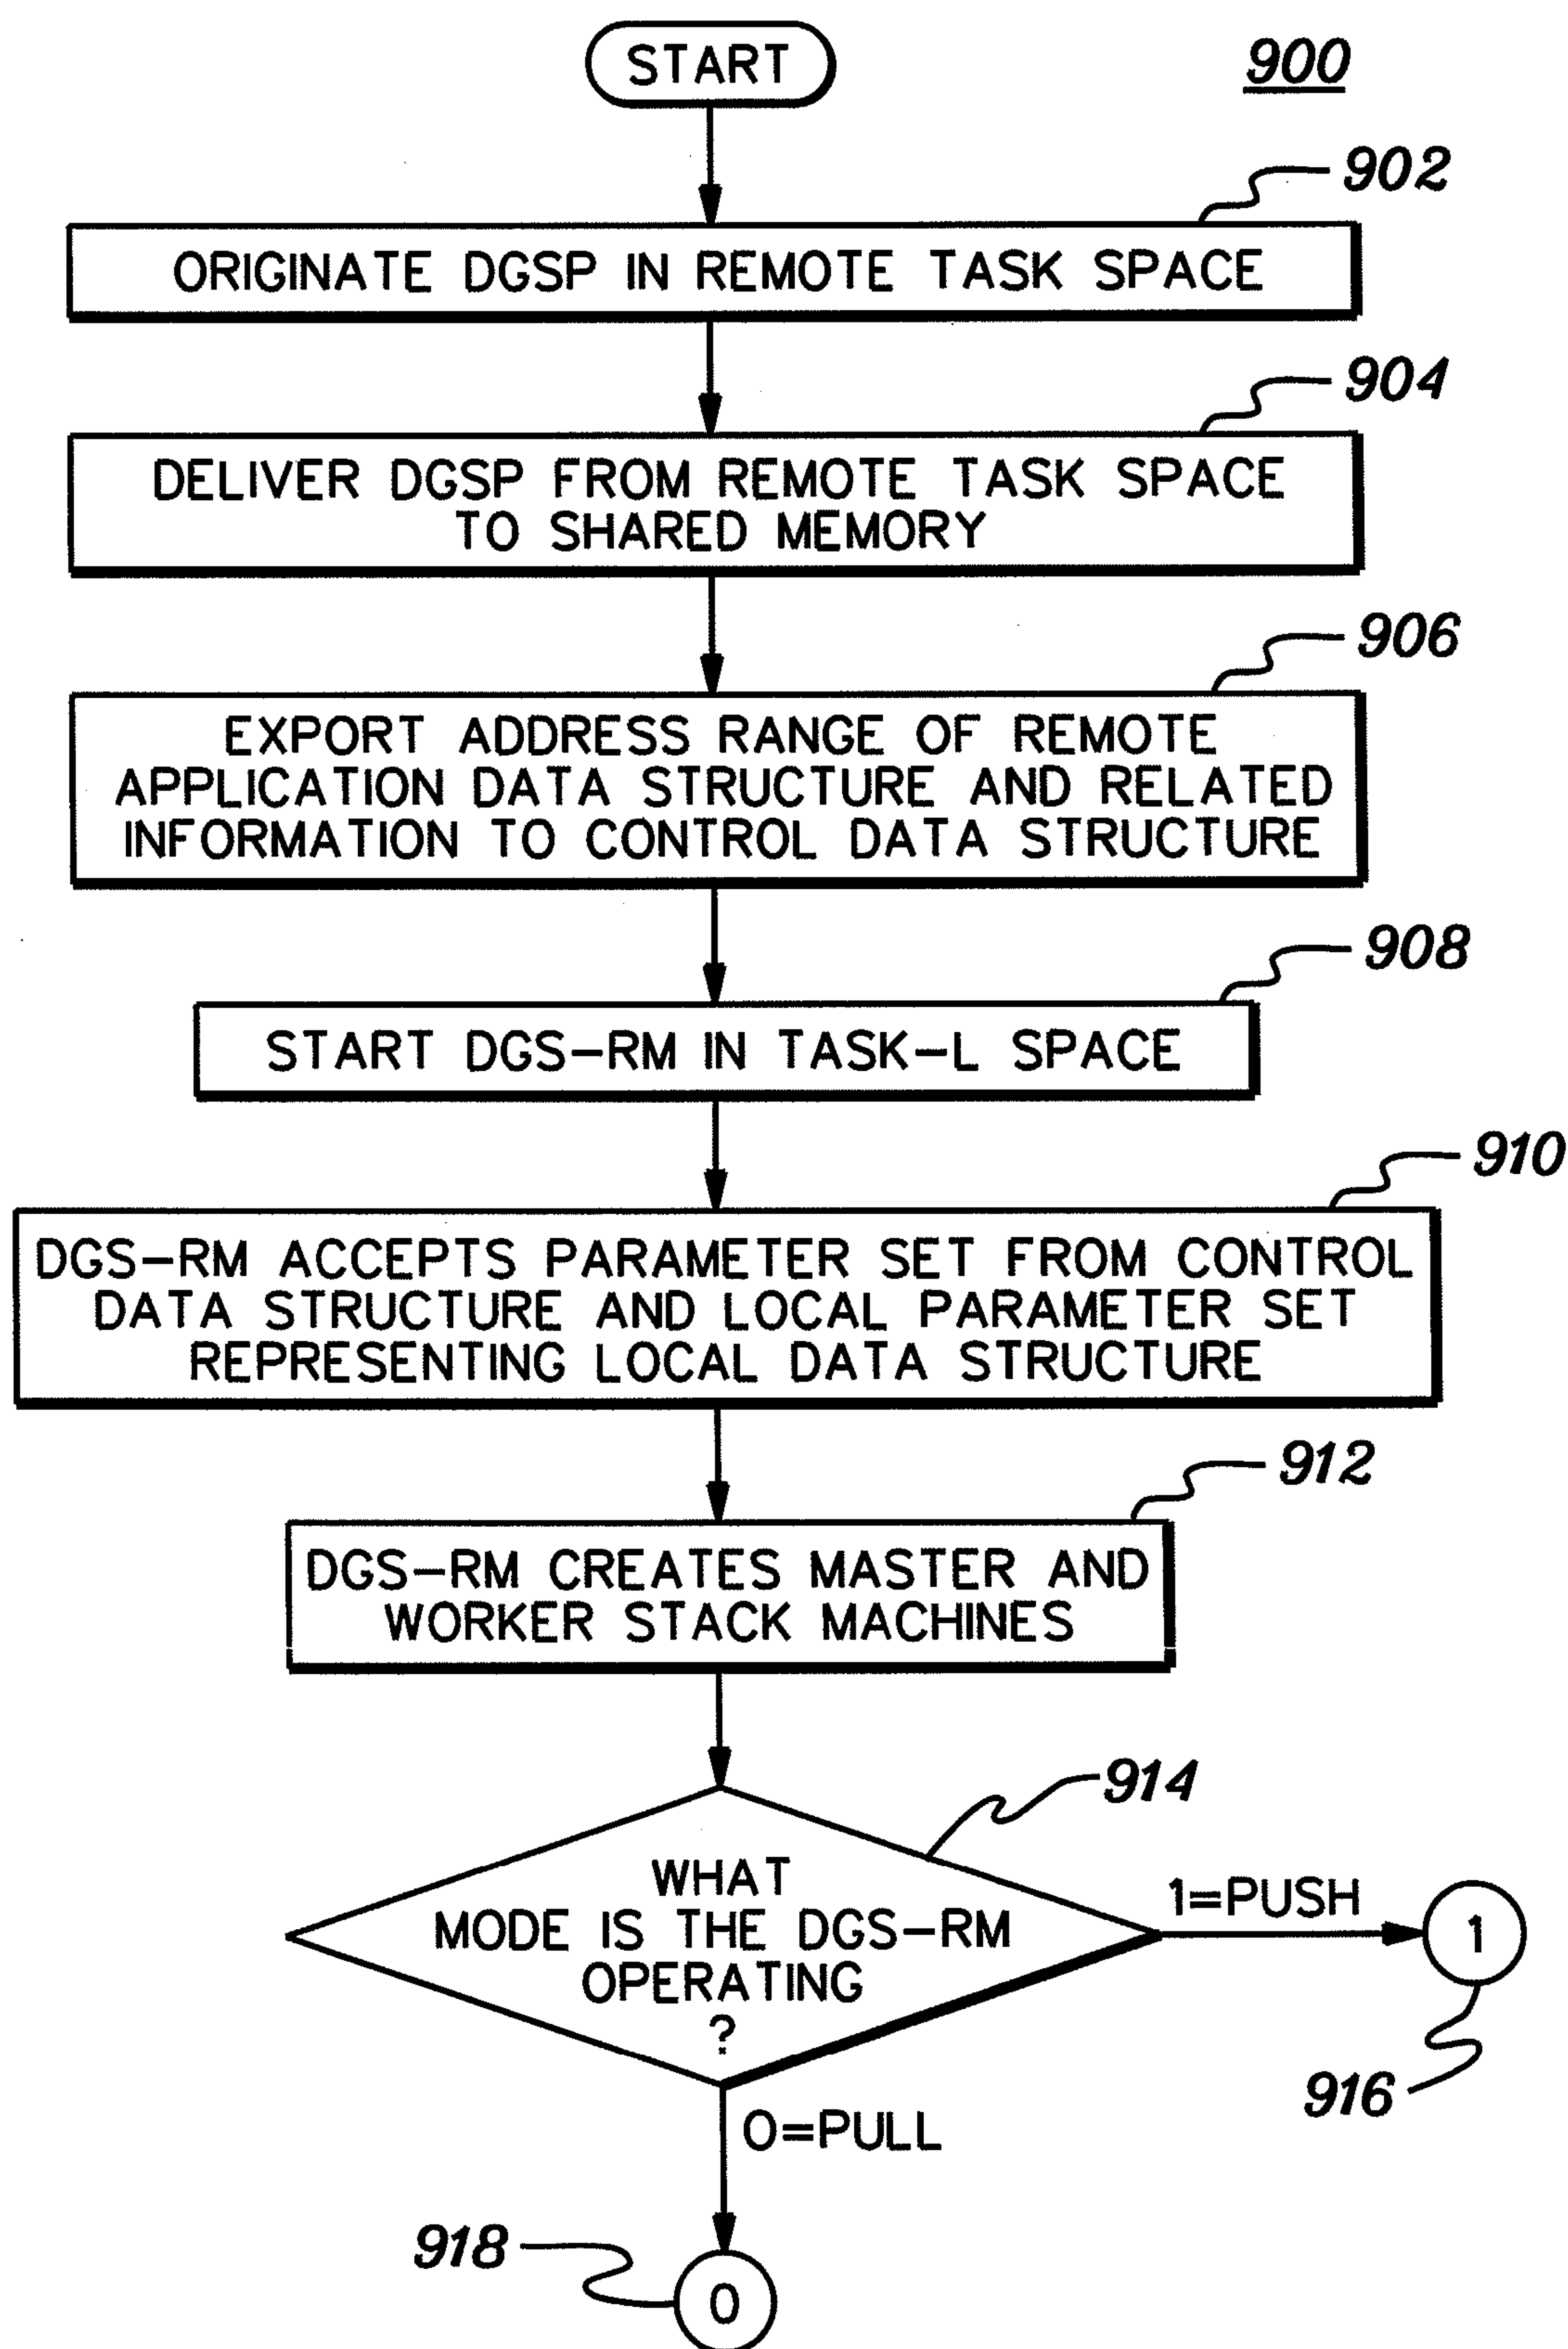 START
900
902
ORIGINATE DGSP IN REMOTE TASK SPACE
904
DELIVER DGSP FROM REMOTE TASK SPACE
TO SHARED MEMORY
906
EXPORT ADDRESS RANGE OF REMOTE
APPLICATION DATA STRUCTURE AND RELATED
INFORMATION TO CONTROL DATA STRUCTURE
908
START DGS-RM IN TASK-L SPACE
910
DGS-RM ACCEPTS PARAMETER SET FROM CONTROL
DATA STRUCTURE AND LOCAL PARAMETER SET
REPRESENTING LOCAL DATA STRUCTURE
912
DGS-RM CREATES MASTER AND
WORKER STACK MACHINES
914
WHAT
MODE IS THE DGS-RM
OPERATING
?
1=PUSH
1
916
0=PULL
918
0